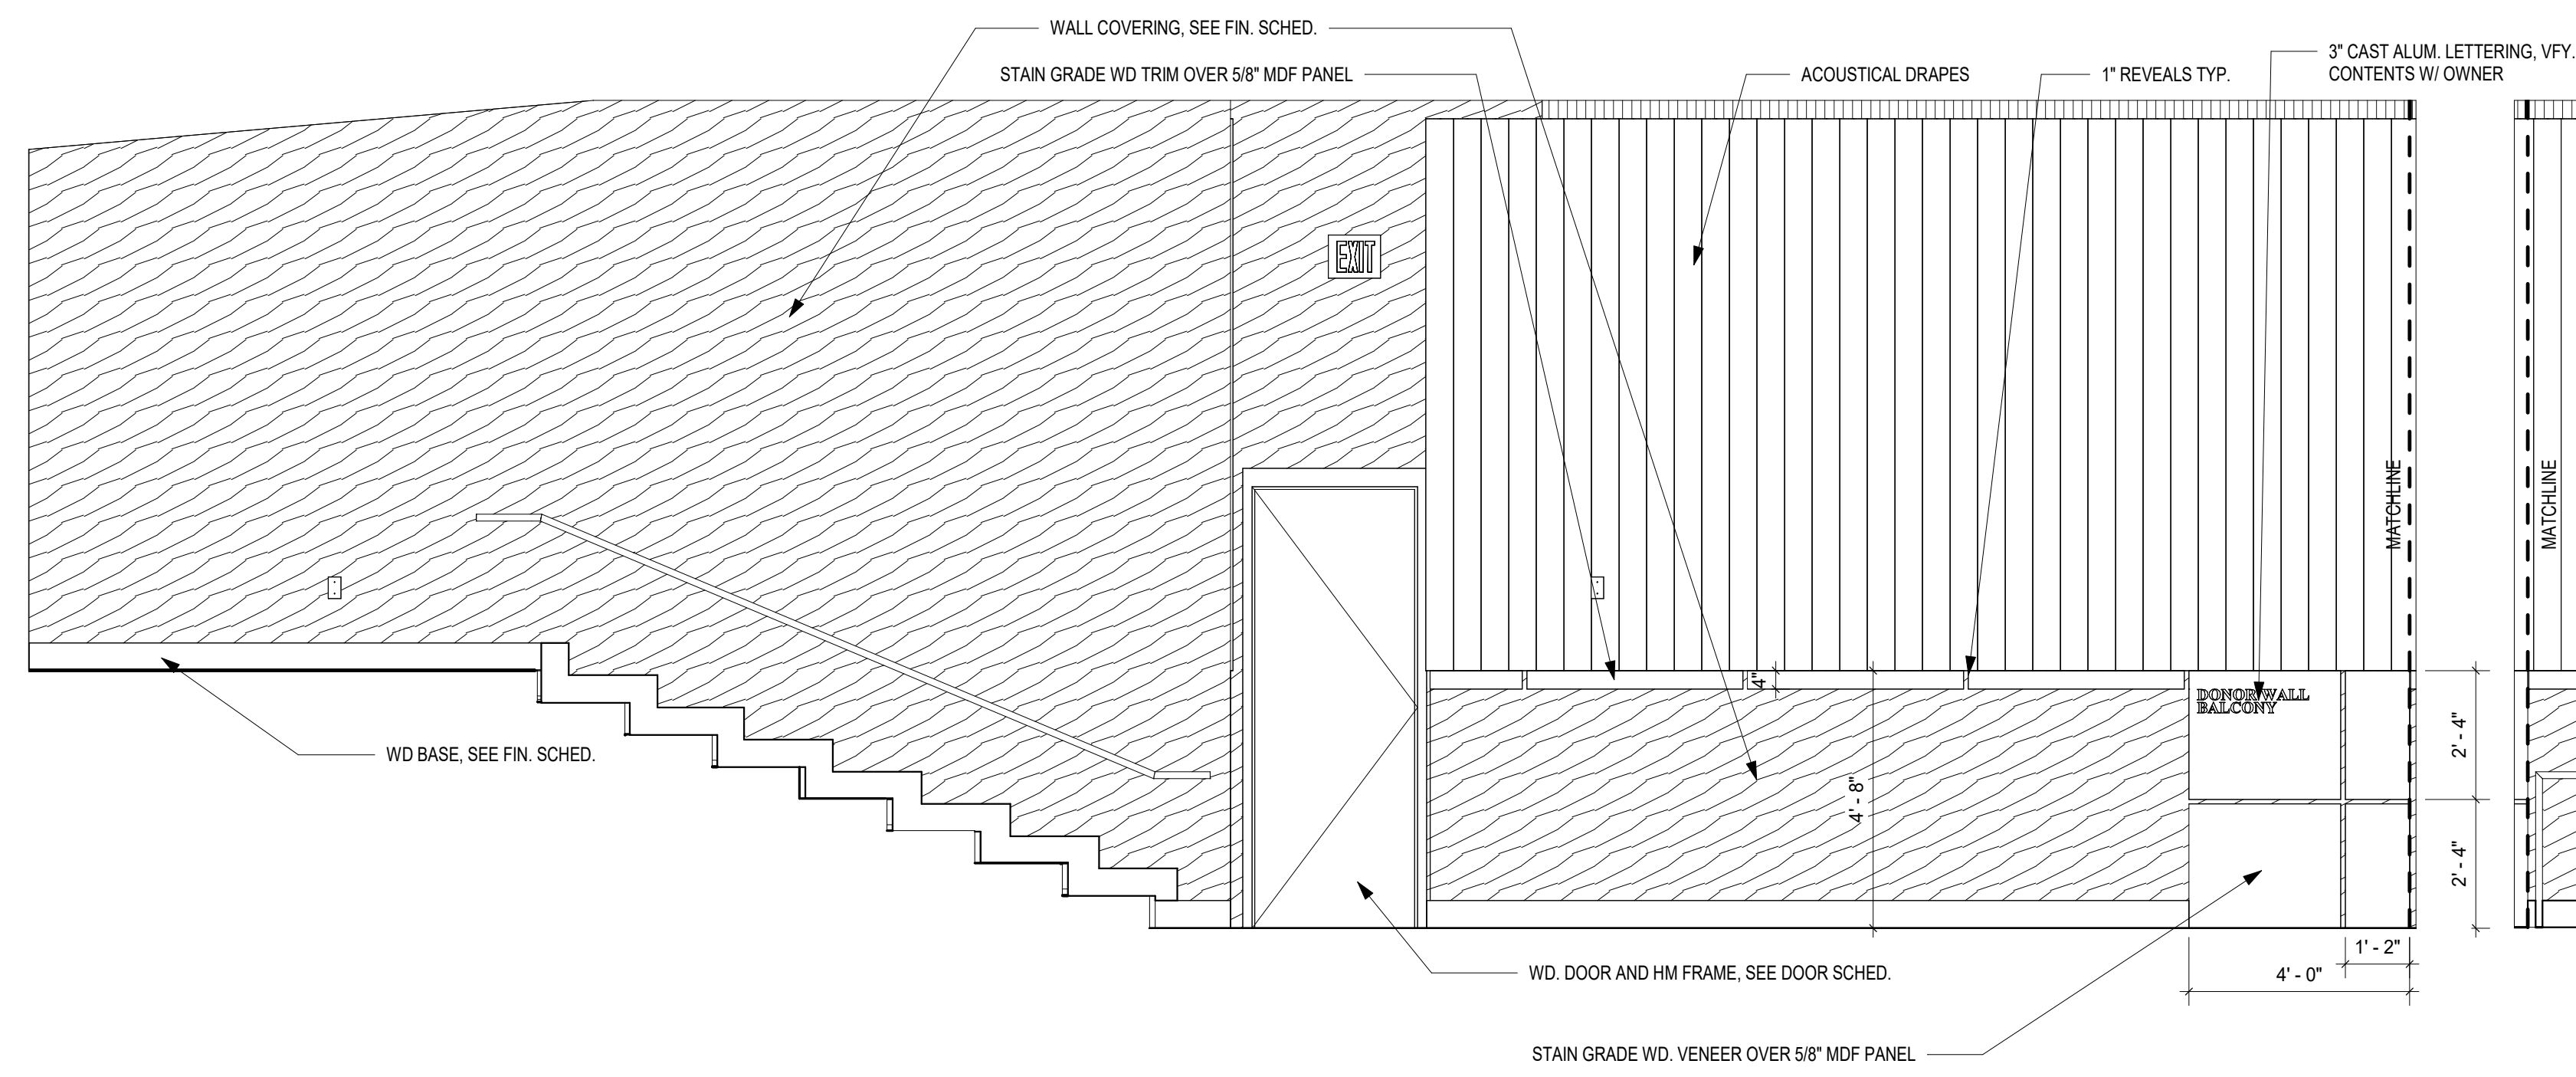 WALL COVERING, SEE FIN. SCHED.
3" CAST ALUM. LETTERING, VFY.
CONTENTS W/ OWNER
STAIN GRADE WD TRIM OVER 5/8" MDF PANEL
ACOUSTICAL DRAPES
1" REVEALS TYP.
EXIT
MATCHLINE
MATCHLINE
4"
DONOR WALL
BALCONY
2' - 4"
WD BASE, SEE FIN. SCHED.
4' - 8"
2' - 4"
1' - 2"
WD. DOOR AND HM FRAME, SEE DOOR SCHED.
4' - 0"
STAIN GRADE WD. VENEER OVER 5/8" MDF PANEL